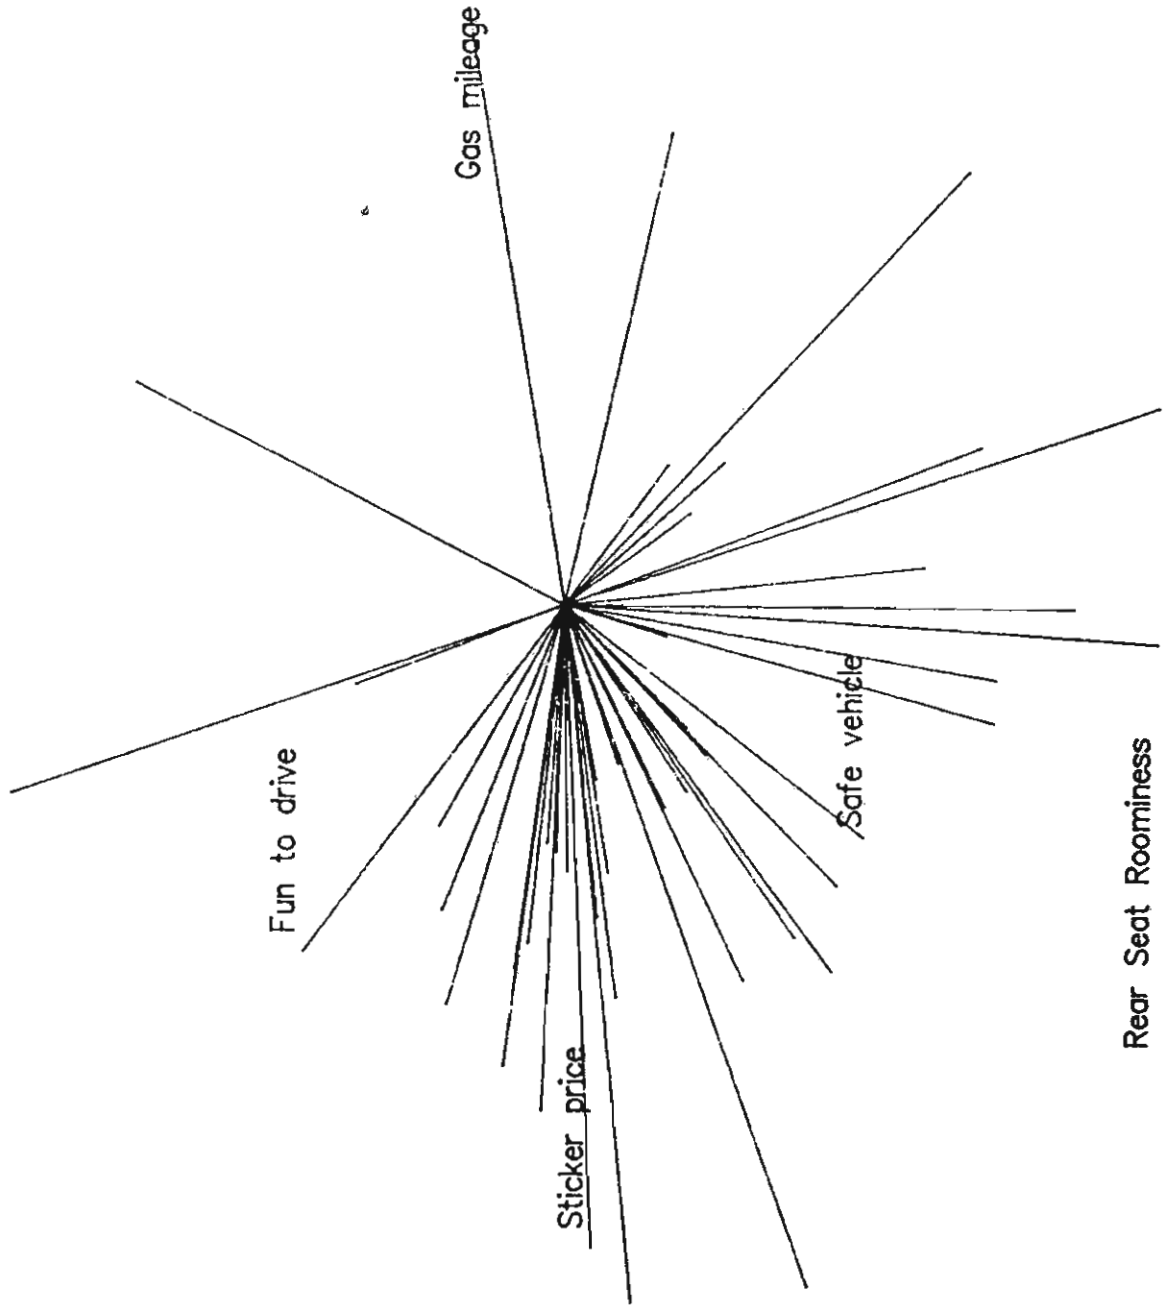 Gas mileage
Fun to drive
Safe vehicle
Sticker price
Rear Seat Roominess